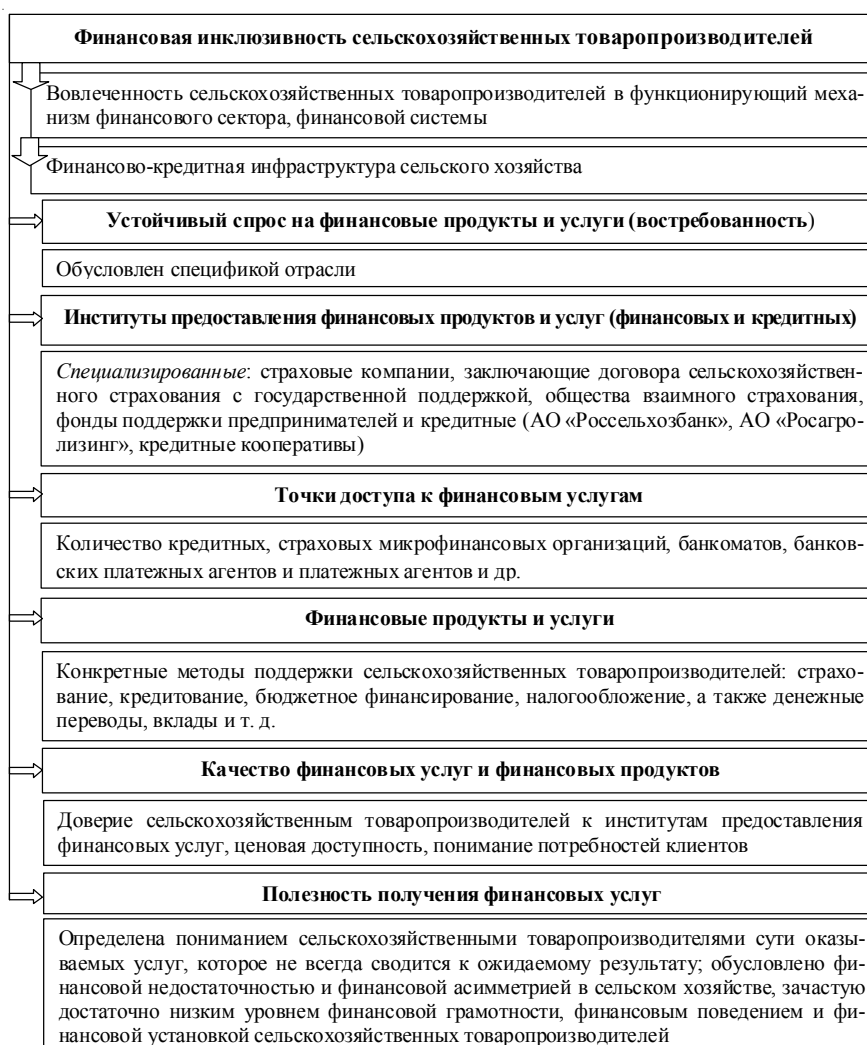 Финансовая инклюзивность сельскохозяйственных товаропроизводителей
Вовлеченность сельскохозяйственных товаропроизводителей в функционирующий меха-
низм финансового сектора, финансовой системы
Финансово-кредитная инфраструктура сельского хозяйства
Устойчивый спрос на финансовые продукты и услуги (востребованность)
Обусловлен спецификой отрасли
Институты предоставления финансовых продуктов и услуг (финансовых и кредитных)
Специализированные: страховые компании, заключающие договора сельскохозяйствен-
ного страхования с государственной поддержкой, общества взаимного страхования,
фонды поддержки предпринимателей и кредитные (АО «Россельхозбанк», АО «Росагро-
лизинг», кредитные кооперативы)
Точки доступа к финансовым услугам
Количество кредитных, страховых микрофинансовых организаций, банкоматов, банков-
ских платежных агентов и платежных агентов и др.
Финансовые продукты и услуги
Конкретные методы поддержки сельскохозяйственных товаропроизводителей: страхо-
вание, кредитование, бюджетное финансирование, налогообложение, а также денежные
переводы, вклады и т. д.
Качество финансовых услуг и финансовых продуктов
Доверие сельскохозяйственным товаропроизводителей к институтам предоставления
финансовых услуг, ценовая доступность, понимание потребностей клиентов
Полезность получения финансовых услуг
Определена пониманием сельскохозяйственными товаропроизводителями сути оказы-
ваемых услуг, которое не всегда сводится к ожидаемому результату; обусловлено фи-
нансовой недостаточностью и финансовой асимметрией в сельском хозяйстве, зачастую
достаточно низким уровнем финансовой грамотности, финансовым поведением и фи-
нансовой установкой сельскохозяйственных товаропроизводителей